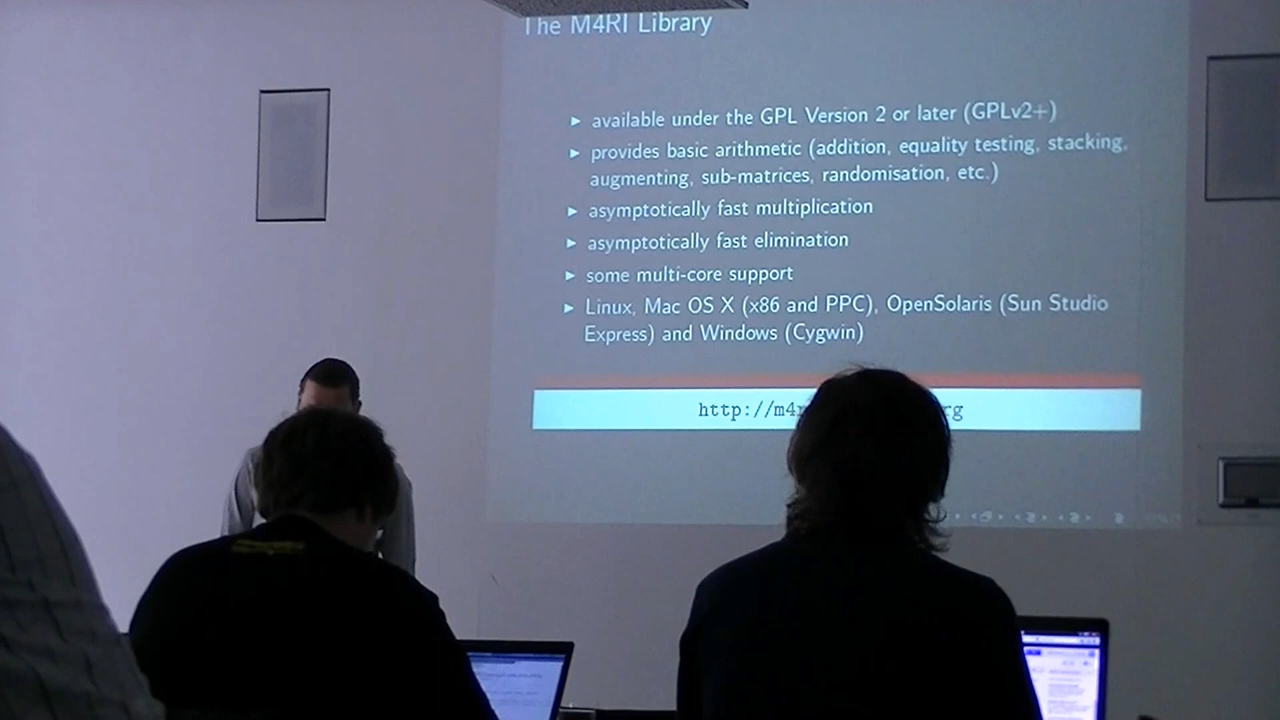 The M4RI Library
▸ available under the GPL Version 2 or later (GPLv2+)
▸ provides basic arithmetic (addition, equality testing, stacking,
augmenting, sub-matrices, randomisation, etc.)
▸ asymptotically fast multiplication
▸ asymptotically fast elimination
▸ some multi-core support
▸ Linux, Mac OS X (x86 and PPC), OpenSolaris (Sun Studio
Express) and Windows (Cygwin)
http://m4r rg